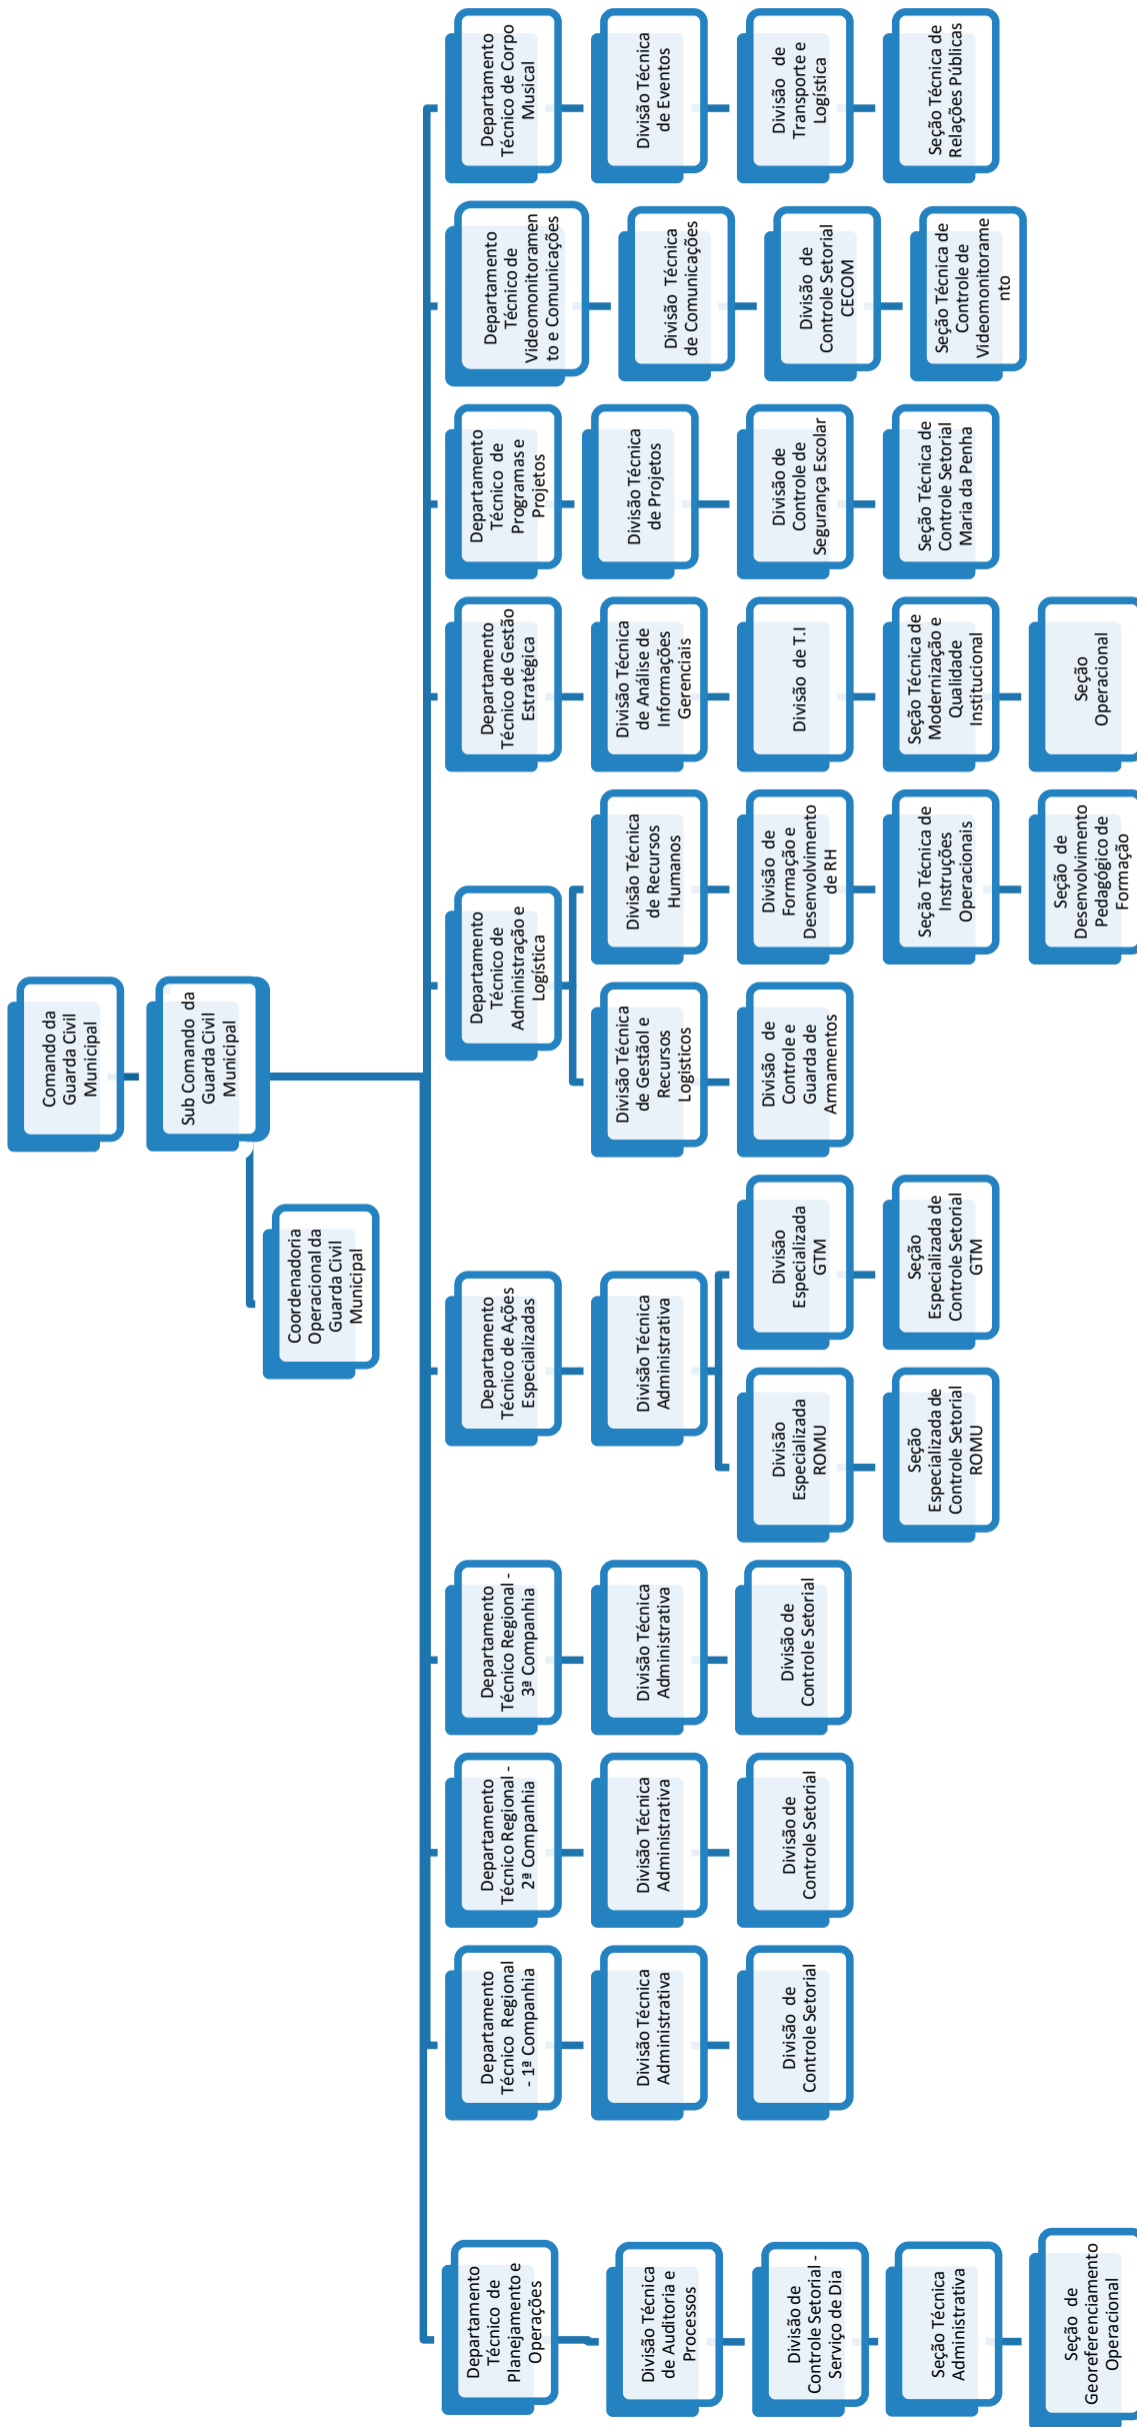 Comando da
Guarda Civil
Municipal
Sub Comando da
Guarda Civil
Municipal
Coordenadoria
Operacional da
Guarda Civil
Municipal
Departamento
Técnico de
Planejamento e
Operações
Divisão Técnica
de Auditoria e
Processos
Divisão de
Controle Setorial -
Serviço de Dia
Seção Técnica
Administrativa
Seção de
Georeferenciamento
Operacional
Departamento
Técnico Regional
- 1ª Companhia
Divisão Técnica
Administrativa
Divisão de
Controle Setorial
Departamento
Técnico Regional -
2ª Companhia
Divisão Técnica
Administrativa
Divisão de
Controle Setorial
Departamento
Técnico Regional -
3ª Companhia
Divisão Técnica
Administrativa
Divisão de
Controle Setorial
Departamento
Técnico de Ações
Especializadas
Divisão Técnica
Administrativa
Divisão
Especializada
ROMU
Seção
Especializada de
Controle Setorial
ROMU
Divisão
Especializada
GTM
Seção
Especializada de
Controle Setorial
GTM
Departamento
Técnico de
Administração e
Logística
Divisão Técnica
de Gestãol e
Recursos
Logisticos
Divisão de
Controle e
Guarda de
Armamentos
Divisão Técnica
de Recursos
Humanos
Divisão de
Formação e
Desenvolvimento
de RH
Seção Técnica de
Instruções
Operacionais
Seção de
Desenvolvimento
Pedagógico de
Formação
Departamento
Técnico de Gestão
Estratégica
Divisão Técnica
de Análise de
Informações
Gerenciais
Divisão de T.I
Seção Técnica de
Modernização e
Qualidade
Institucional
Seção
Operacional
Departamento
Técnico de
Programas e
Projetos
Divisão Técnica
de Projetos
Divisão de
Controle de
Segurança Escolar
Seção Técnica de
Controle Setorial
Maria da Penha
Departamento
Técnico de
Videomonitoramen
to e Comunicações
Divisão Técnica
de Comunicações
Divisão de
Controle Setorial
CECOM
Seção Técnica de
Controle de
Videomonitorame
nto
Departamento
Técnico de Corpo
Musical
Divisão Técnica
de Eventos
Divisão de
Transporte e
Logística
Seção Técnica de
Relações Públicas